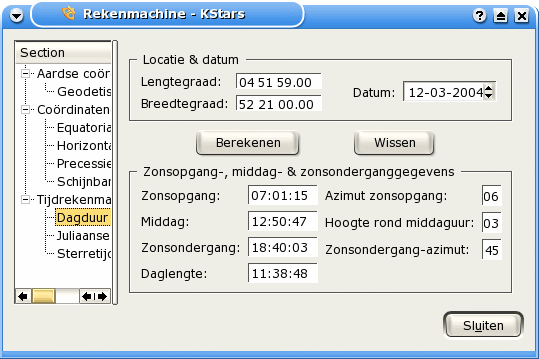 Rekenmachine - KStars
Section
Aardse coör
Geodetis
Coördinaten
Equatoria
Horizonta
Precessie
Schijnbar
Tijdrekenma
Dagduur
Juliaanse
Sterretijd
Locatie & datum
Lengtegraad: 04 51 59.00
Breedtegraad: 52 21 00.00
Datum: 12-03-2004
Berekenen Wissen
Zonsopgang-, middag- & zonsonderganggegevens
Zonsopgang: 07:01:15 Azimut zonsopgang: 06
Middag: 12:50:47 Hoogte rond middaguur: 03
Zonsondergang: 18:40:03 Zonsondergang-azimut: 45
Daglengte: 11:38:48
Sluiten